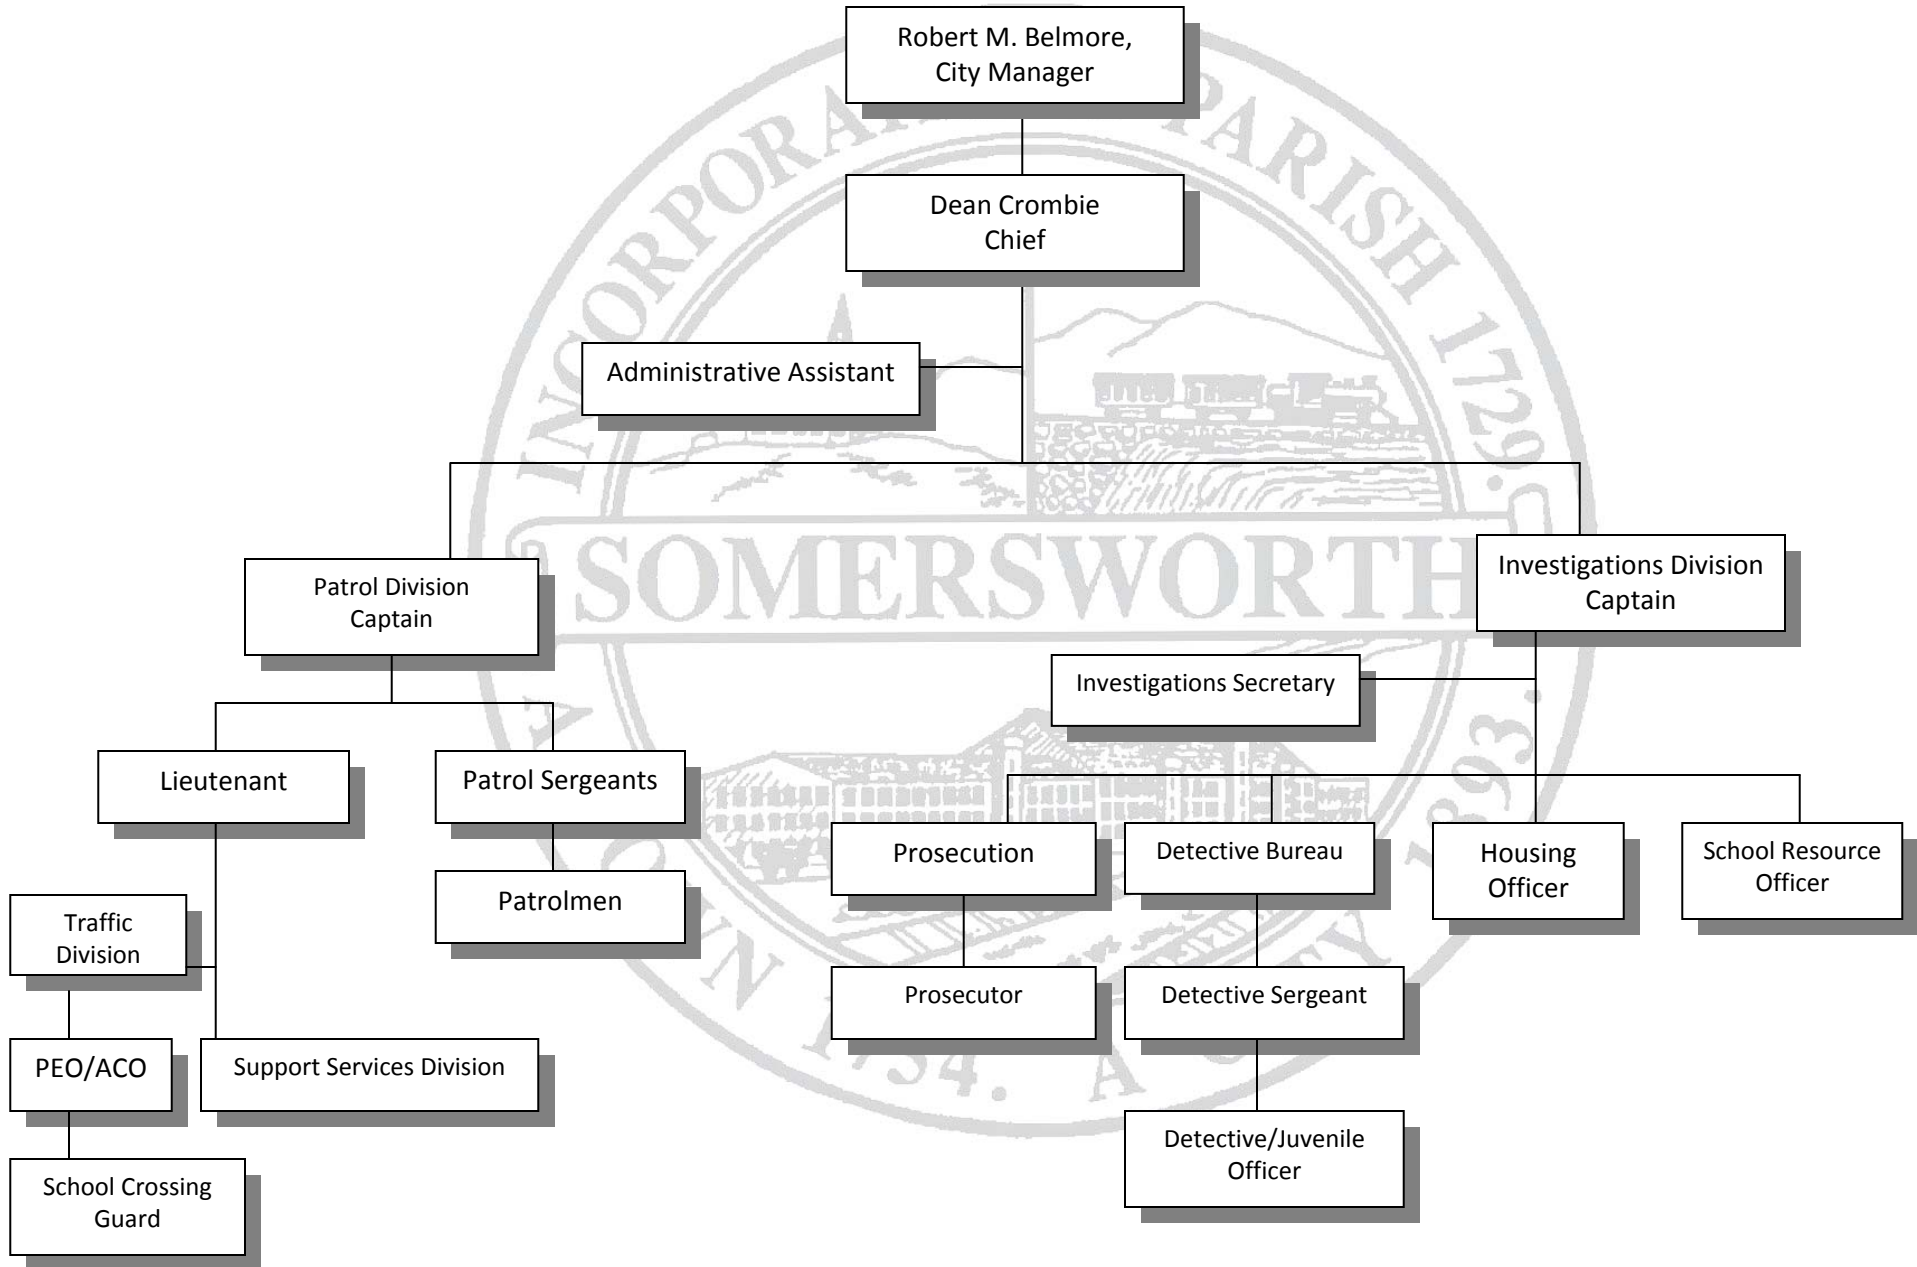 Robert M. Belmore,
City Manager
Dean Crombie
Chief
Administrative Assistant
Patrol Division
Captain
Investigations Division
Captain
Investigations Secretary
Lieutenant
Patrol Sergeants
Patrolmen
Traffic
Division
PEO/ACO
Support Services Division
School Crossing
Guard
Prosecution
Detective Bureau
Housing
Officer
School Resource
Officer
Prosecutor
Detective Sergeant
Detective/Juvenile
Officer
PARISH 1729.
SOMERSWORTH
1893.